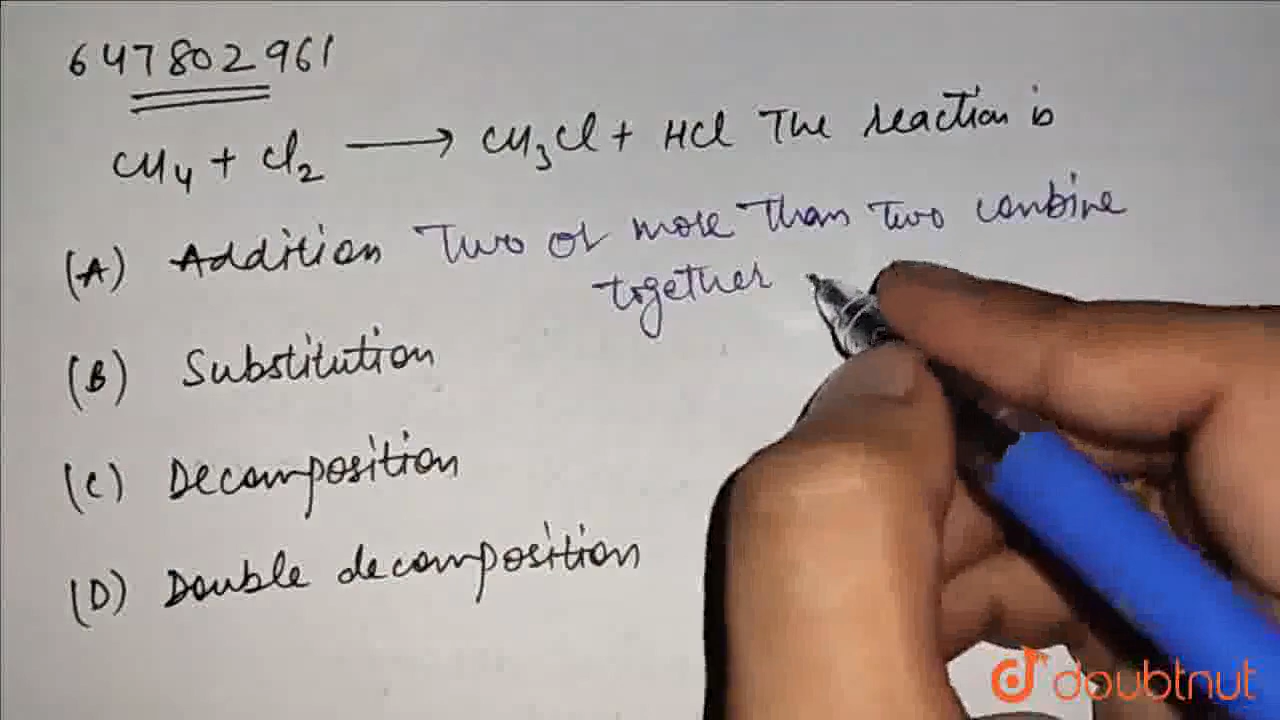 647802961
CH4 + Cl2 ⟶ CH3Cl + HCl The reaction is
(A) Addition Two or more than two conbine
together
(B) Substitution
(C) Decomposition
(D) Double decomposition
doubtnut